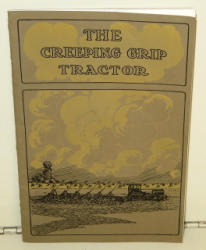 THE
CREEPING GRIP
TRACTOR